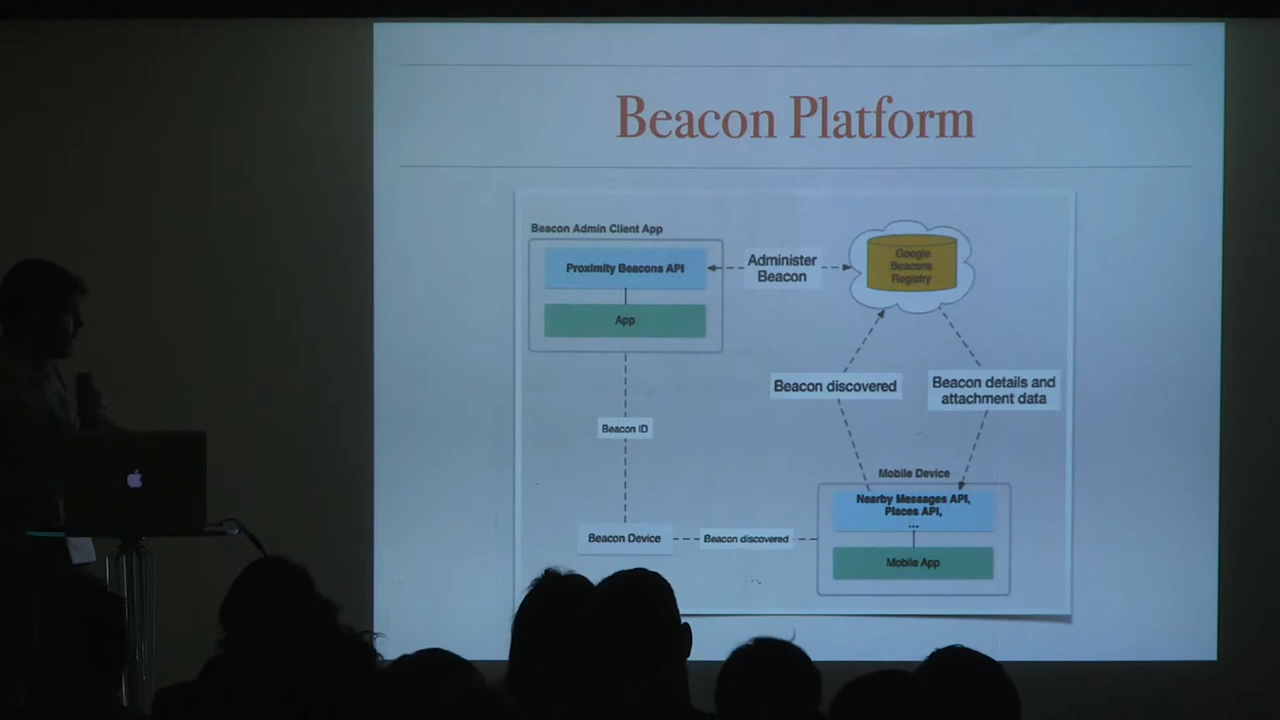 Beacon Platform
Beacon Admin Client App
Proximity Beacons API
App
Administer
Beacon
Google
Beacons
Registry
Beacon discovered
Beacon details and
attachment data
Beacon ID
Mobile Device
Nearby Messages API,
Places API,
...
Mobile App
Beacon Device
Beacon discovered